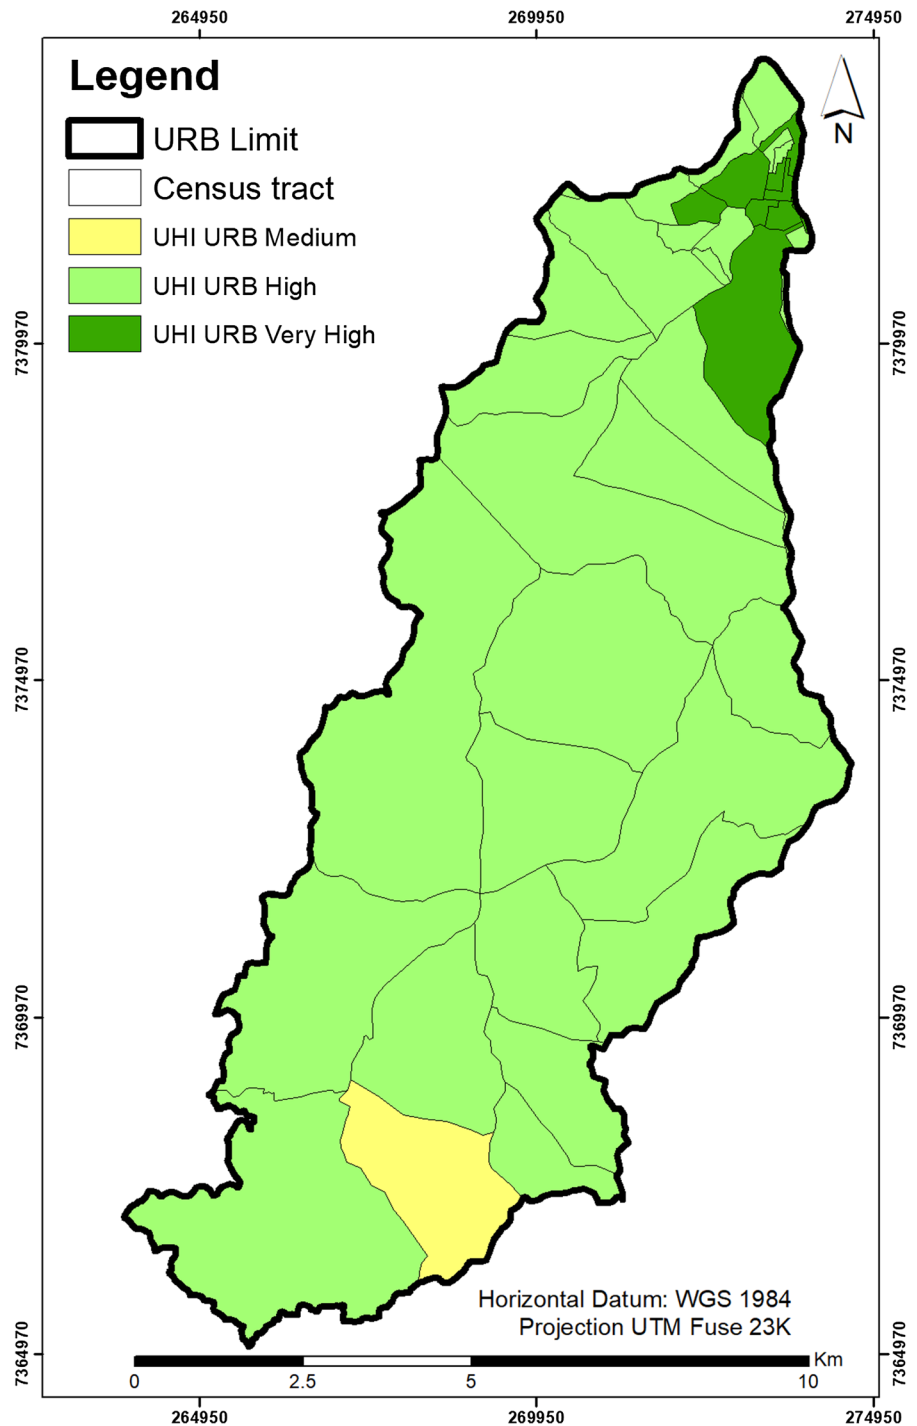 264950 269950 274950
Legend
URB Limit
Census tract
UHI URB Medium
UHI URB High
UHI URB Very High
N
7379970 7379970
7374970 7374970
7369970 7369970
7364970 7364970
Horizontal Datum: WGS 1984
Projection UTM Fuse 23K
Km
0 2.5 5 10
264950 269950 274950